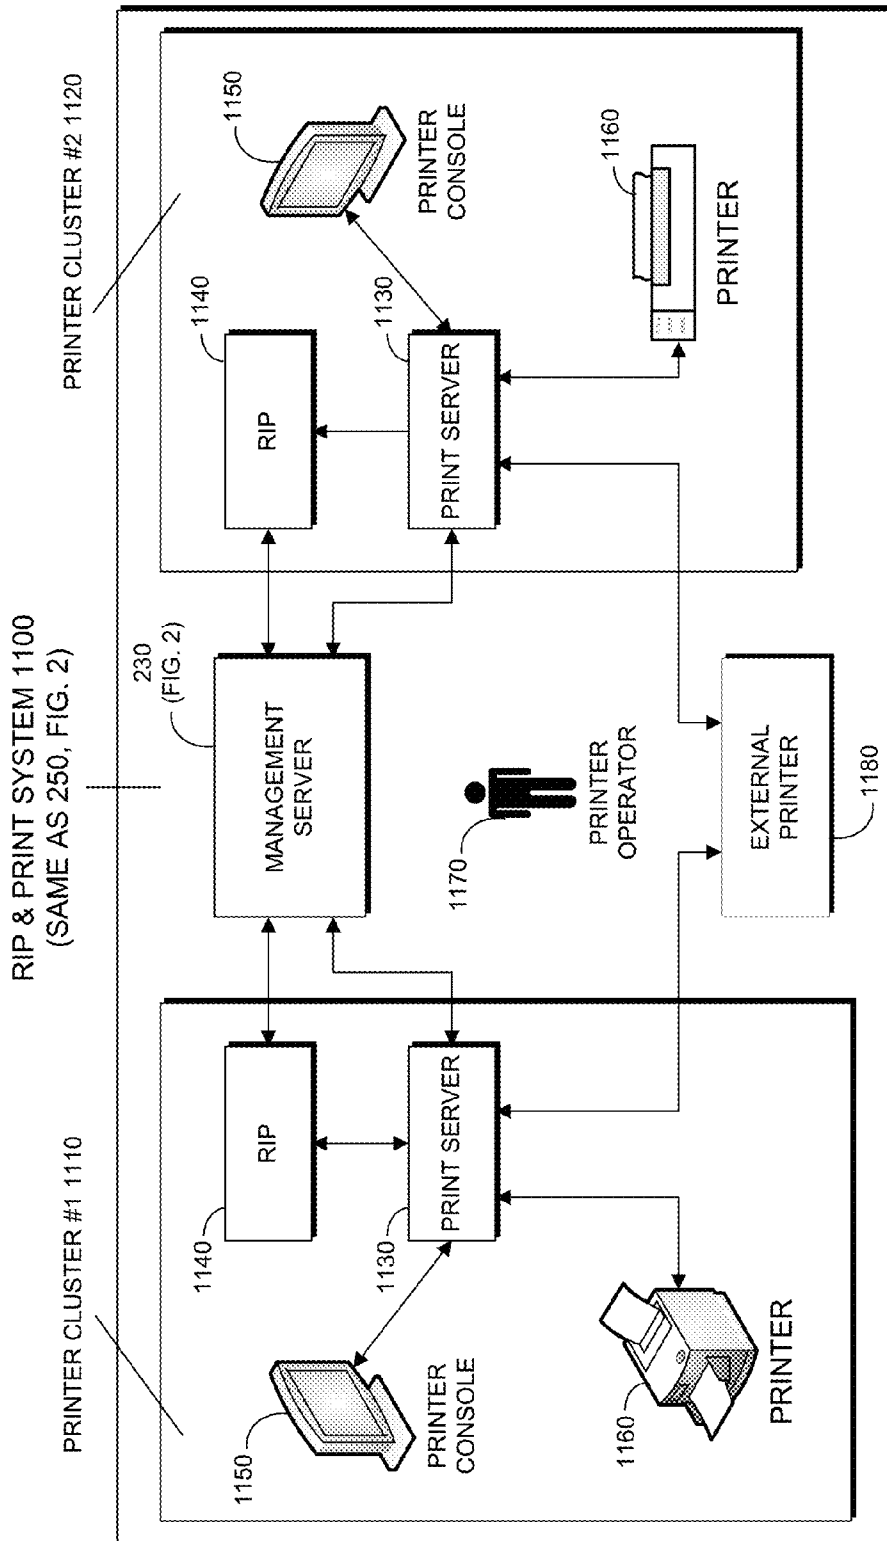 RIP & PRINT SYSTEM 1100
(SAME AS 250, FIG. 2)
PRINTER CLUSTER #1 1110
PRINTER CLUSTER #2 1120
1150
PRINTER
CONSOLE
1140
RIP
1130
PRINT SERVER
1160
PRINTER
230
(FIG. 2)
MANAGEMENT
SERVER
1170
PRINTER
OPERATOR
EXTERNAL
PRINTER
1180
1140
RIP
1130
PRINT SERVER
1150
PRINTER
CONSOLE
1160
PRINTER